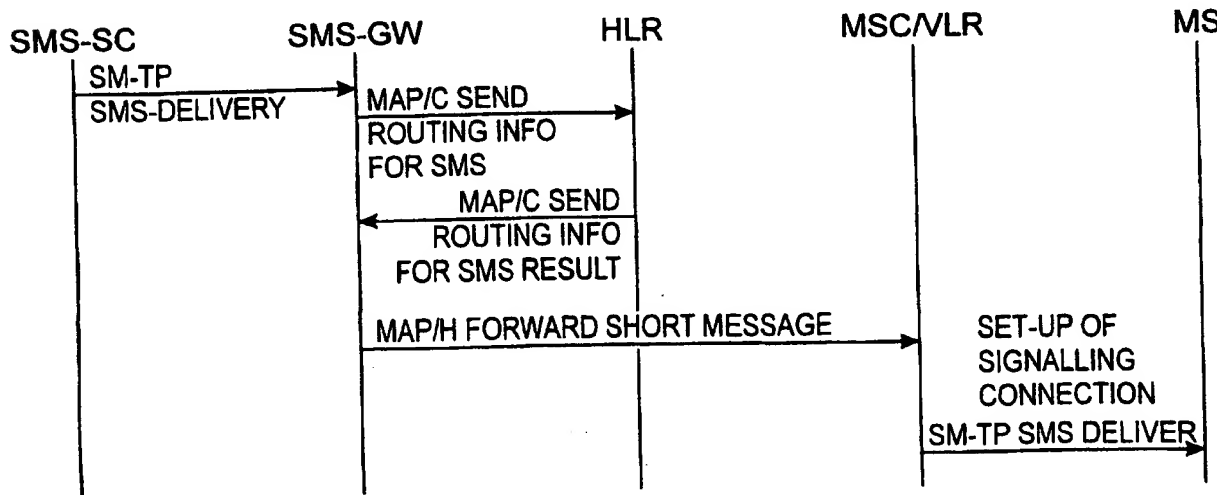 SMS-SC SMS-GW HLR MSC/VLR MS
SM-TP
SMS-DELIVERY
MAP/C SEND
ROUTING INFO
FOR SMS
MAP/C SEND
ROUTING INFO
FOR SMS RESULT
MAP/H FORWARD SHORT MESSAGE
SET-UP OF
SIGNALLING
CONNECTION
SM-TP SMS DELIVER